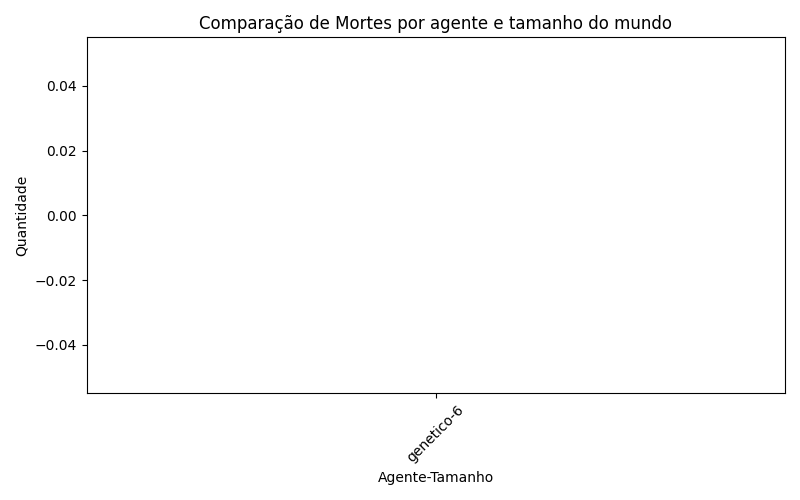 Comparação de Mortes por agente e tamanho do mundo
0.04
0.02
0.00
−0.02
−0.04
Quantidade
genetico-6
Agente-Tamanho